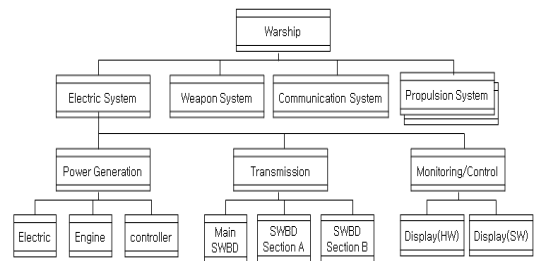 Warship
Electric System
Weapon System
Communication System
Propulsion System
Power Generation
Transmission
Monitoring/Control
Electric
Engine
controller
Main
SWBD
SWBD
Section A
SWBD
Section B
Display(HW)
Display(SW)